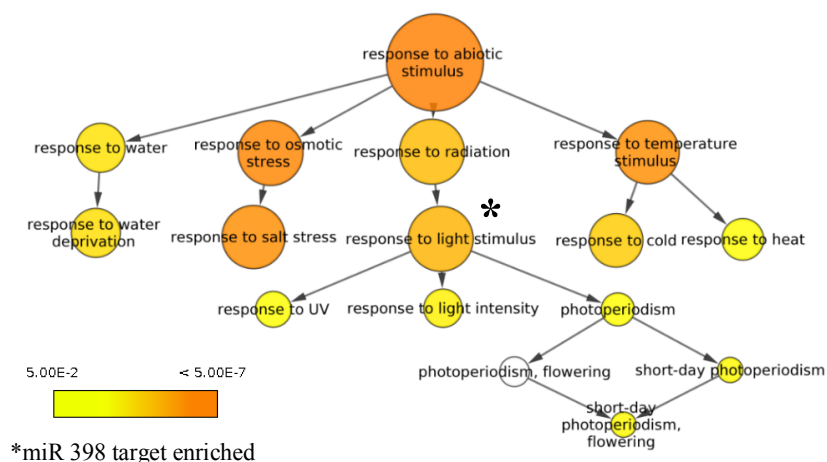 response to abiotic
stimulus
response to water
response to osmotic
stress
response to radiation
response to temperature
stimulus
response to water
deprivation
response to salt stress
response to light stimulus
*
response to cold
response to heat
response to UV
response to light intensity
photoperiodism
photoperiodism, flowering
short-day photoperiodism
short-day
photoperiodism,
flowering
5.00E-2
< 5.00E-7
*miR 398 target enriched